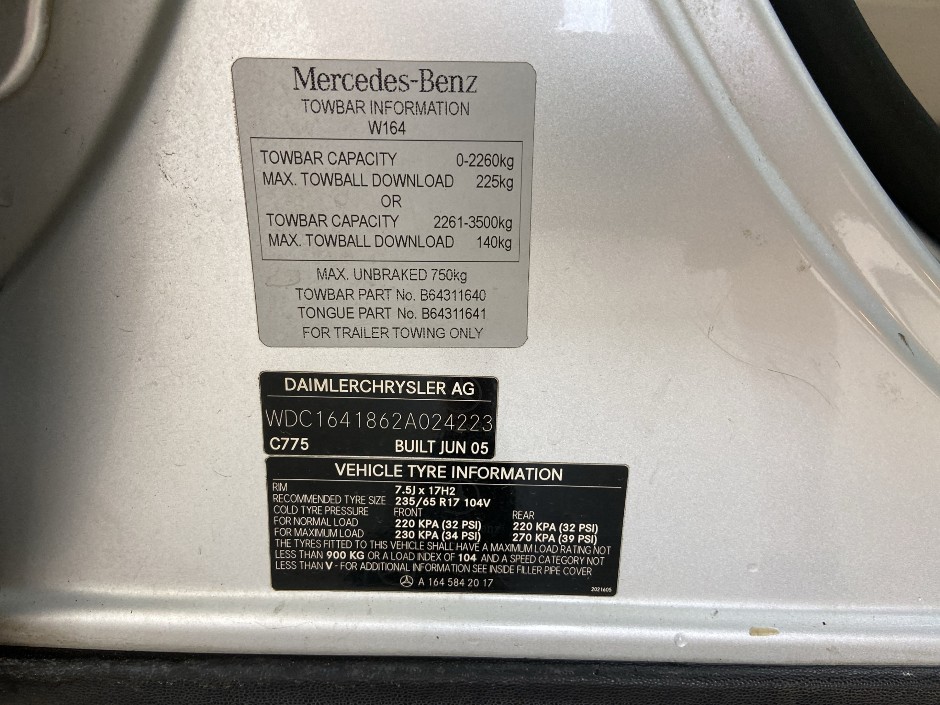 Mercedes-Benz
TOWBAR INFORMATION
W164
TOWBAR CAPACITY 0-2260kg
MAX. TOWBALL DOWNLOAD 225kg
OR
TOWBAR CAPACITY 2261-3500kg
MAX. TOWBALL DOWNLOAD 140kg
MAX. UNBRAKED 750kg
TOWBAR PART No. B64311640
TONGUE PART No. B64311641
FOR TRAILER TOWING ONLY
DAIMLERCHRYSLER AG
WDC1641862A024223
C775 BUILT JUN 05
VEHICLE TYRE INFORMATION
RIM 7.5J x 17H2
RECOMMENDED TYRE SIZE 235/65 R17 104V
COLD TYRE PRESSURE FRONT REAR
FOR NORMAL LOAD 220 KPA (32 PSI) 220 KPA (32 PSI)
FOR MAXIMUM LOAD 230 KPA (34 PSI) 270 KPA (39 PSI)
THE TYRES FITTED TO THIS VEHICLE SHALL HAVE A MAXIMUM LOAD RATING NOT
LESS THAN 900 KG OR A LOAD INDEX OF 104 AND A SPEED CATEGORY NOT
LESS THAN V - FOR ADDITIONAL INFORMATION SEE INSIDE FILLER PIPE COVER
A 164 584 20 17
2021605